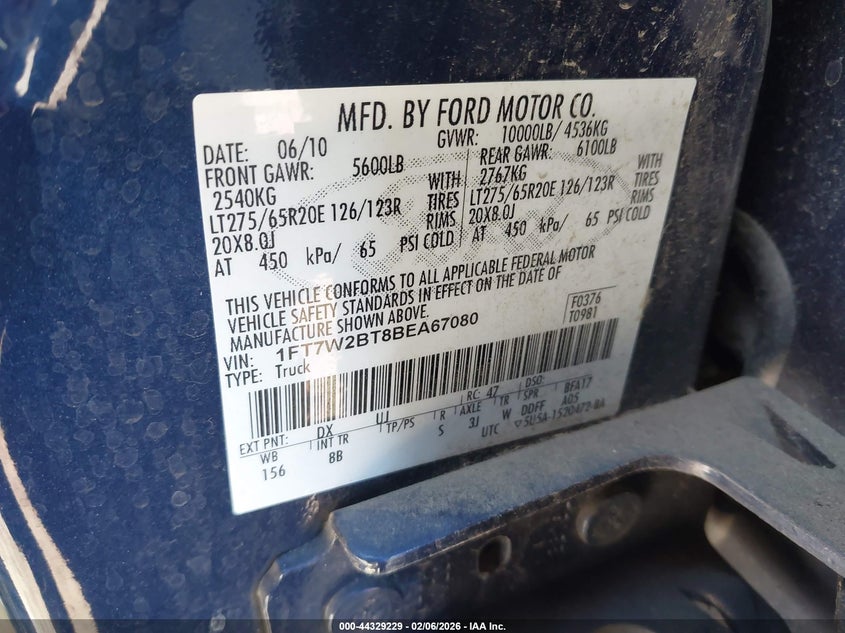 MFD. BY FORD MOTOR CO.
DATE: 06/10 GVWR: 10000LB/ 4536KG
FRONT GAWR: 5600LB REAR GAWR: 6100LB
2540KG WITH 2767KG WITH
LT275/65R20E 126/123R TIRES LT275/65R20E 126/123R TIRES
20X8.0J RIMS 20X8.0J RIMS
AT 450 kPa/ 65 PSI COLD AT 450 kPa/ 65 PSI COLD
THIS VEHICLE CONFORMS TO ALL APPLICABLE FEDERAL MOTOR
VEHICLE SAFETY STANDARDS IN EFFECT ON THE DATE OF
MANUFACTURE SHOWN ABOVE.
F0376
T0981
VIN: 1FT7W2BT8BEA67080
TYPE: Truck
EXT PNT: DX UI RC: 47 DSO:
WB INT TR TP/PS R AXLE TR SPR BFA17
156 8B S 3J W DDFF A05
UTC ▽5U5A-1520472-BA
000-44329229 - 02/06/2026 - IAA Inc.